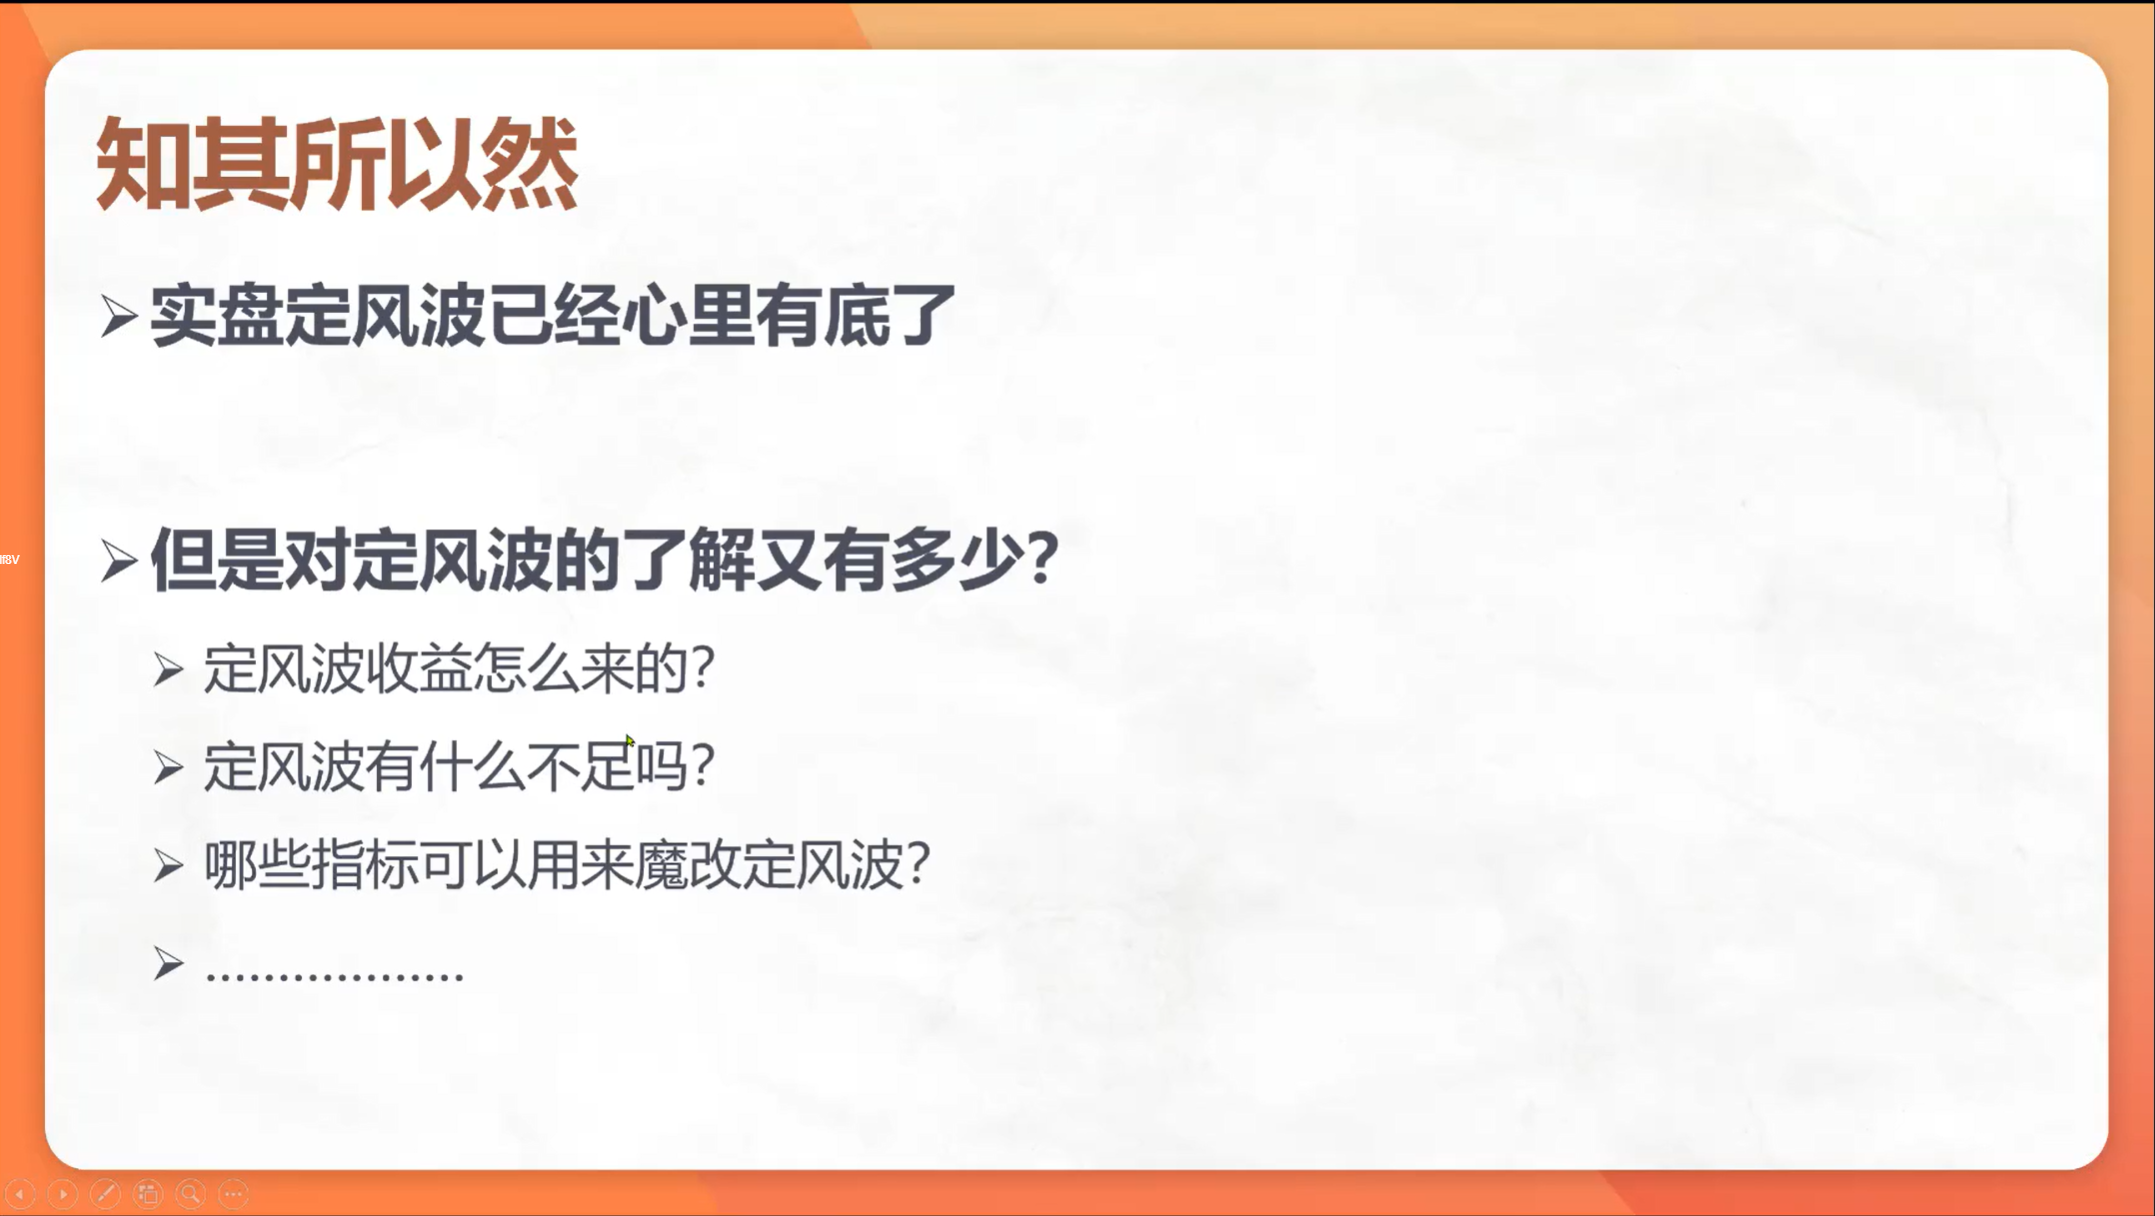 知其所以然
实盘定风波已经心里有底了
但是对定风波的了解又有多少？
定风波收益怎么来的？
定风波有什么不足吗？
哪些指标可以用来魔改定风波？
………………